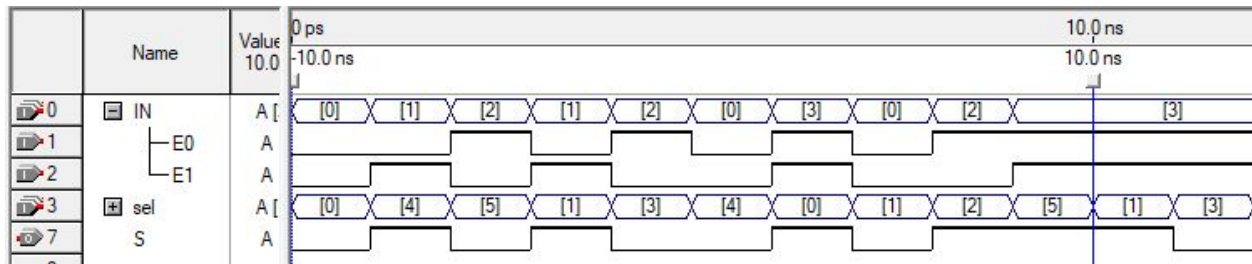 Name
Value
10.0
0 ps
10.0 ns
-10.0 ns
10.0 ns
0 IN A [ [0] [1] [2] [1] [2] [0] [3] [0] [2] [3]
1 E0 A
2 E1 A
3 sel A [ [0] [4] [5] [1] [3] [4] [0] [1] [2] [5] [1] [3]
7 S A